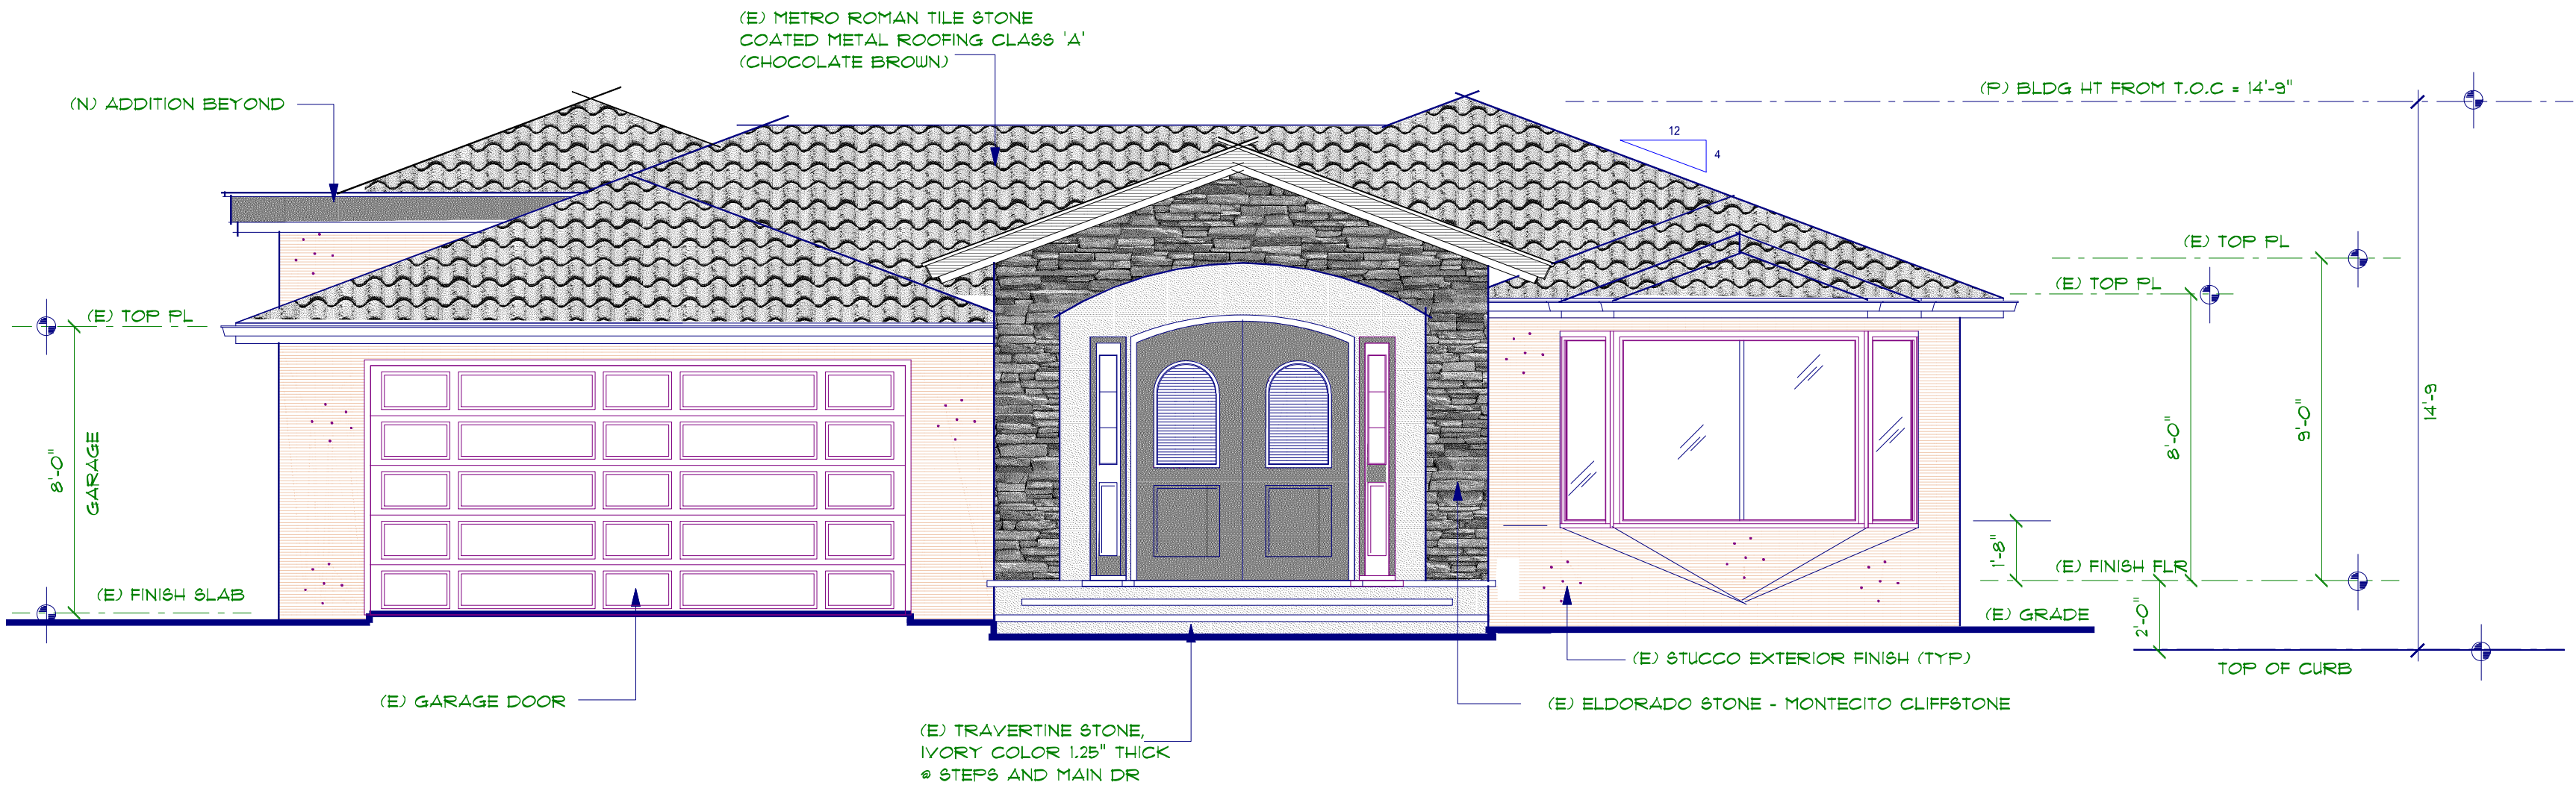 (E) METRO ROMAN TILE STONE
COATED METAL ROOFING CLASS 'A'
(CHOCOLATE BROWN)
(N) ADDITION BEYOND
(P) BLDG HT FROM T.O.C = 14'-9"
12
4
(E) TOP PL
(E) TOP PL
(E) TOP PL
8'-0"
GARAGE
8'-0"
9'-0"
14'-9
1'-8"
(E) FINISH FLR
(E) FINISH SLAB
(E) GRADE
2'-0"
(E) STUCCO EXTERIOR FINISH (TYP)
TOP OF CURB
(E) GARAGE DOOR
(E) ELDORADO STONE - MONTECITO CLIFFSTONE
(E) TRAVERTINE STONE,
IVORY COLOR 1.25" THICK
@ STEPS AND MAIN DR